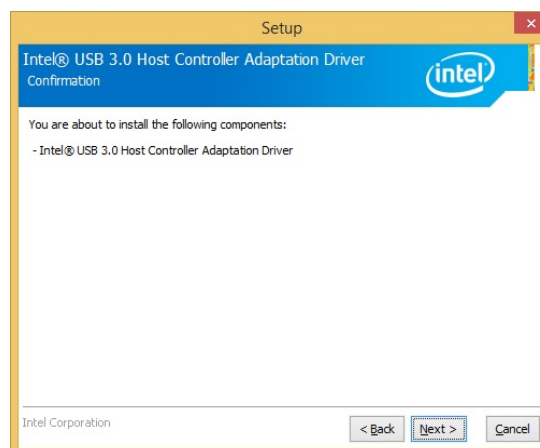 Setup
Intel® USB 3.0 Host Controller Adaptation Driver
Confirmation
intel
You are about to install the following components:
- Intel® USB 3.0 Host Controller Adaptation Driver
Intel Corporation
< Back
Next >
Cancel